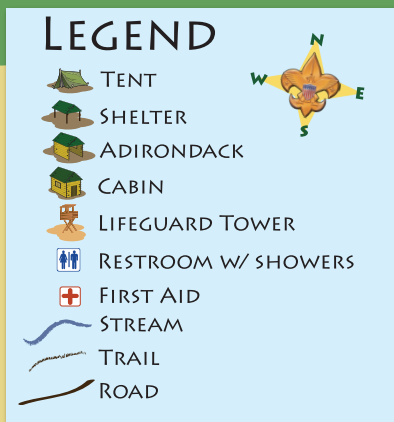 LEGEND
N
W
E
S
TENT
SHELTER
ADIRONDACK
CABIN
LIFEGUARD TOWER
RESTROOM W/ SHOWERS
FIRST AID
STREAM
TRAIL
ROAD